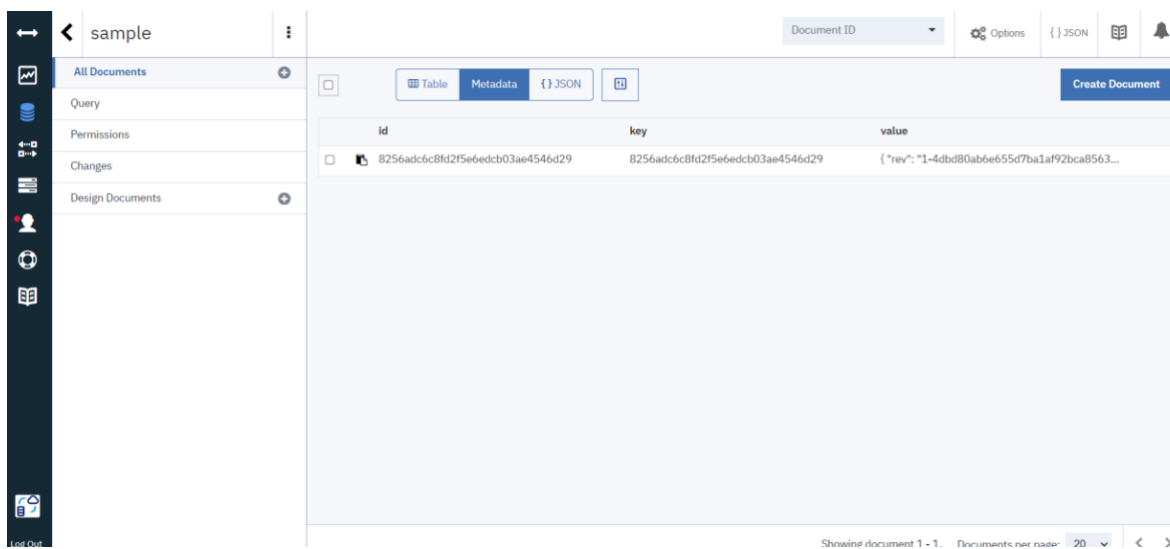 sample
Document ID
Options
{ } JSON
All Documents
Query
Permissions
Changes
Design Documents
Table
Metadata
{ } JSON
Create Document
id key value
8256adc6c8fd2f5e6edcb03ae4546d29 8256adc6c8fd2f5e6edcb03ae4546d29 { "rev": "1-4dbd80ab6e655d7ba1af92bca8563...
Log Out
Showing document 1 - 1. Documents per page: 20